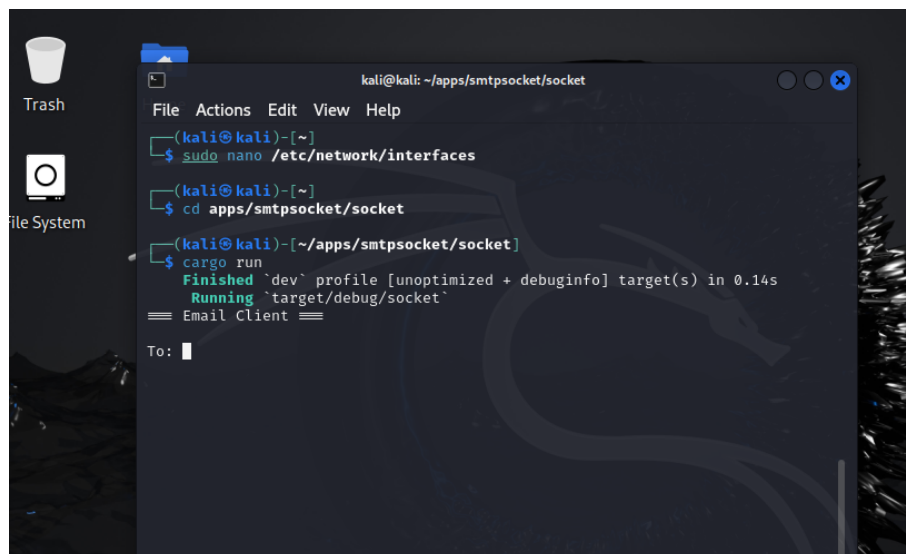 Trash
File System
kali@kali: ~/apps/smtpsocket/socket
File Actions Edit View Help
┌──(kali㉿kali)-[~]
└─$ sudo nano /etc/network/interfaces
┌──(kali㉿kali)-[~]
└─$ cd apps/smtpsocket/socket
┌──(kali㉿kali)-[~/apps/smtpsocket/socket]
└─$ cargo run
Finished `dev` profile [unoptimized + debuginfo] target(s) in 0.14s
Running `target/debug/socket`
=== Email Client ===
To: